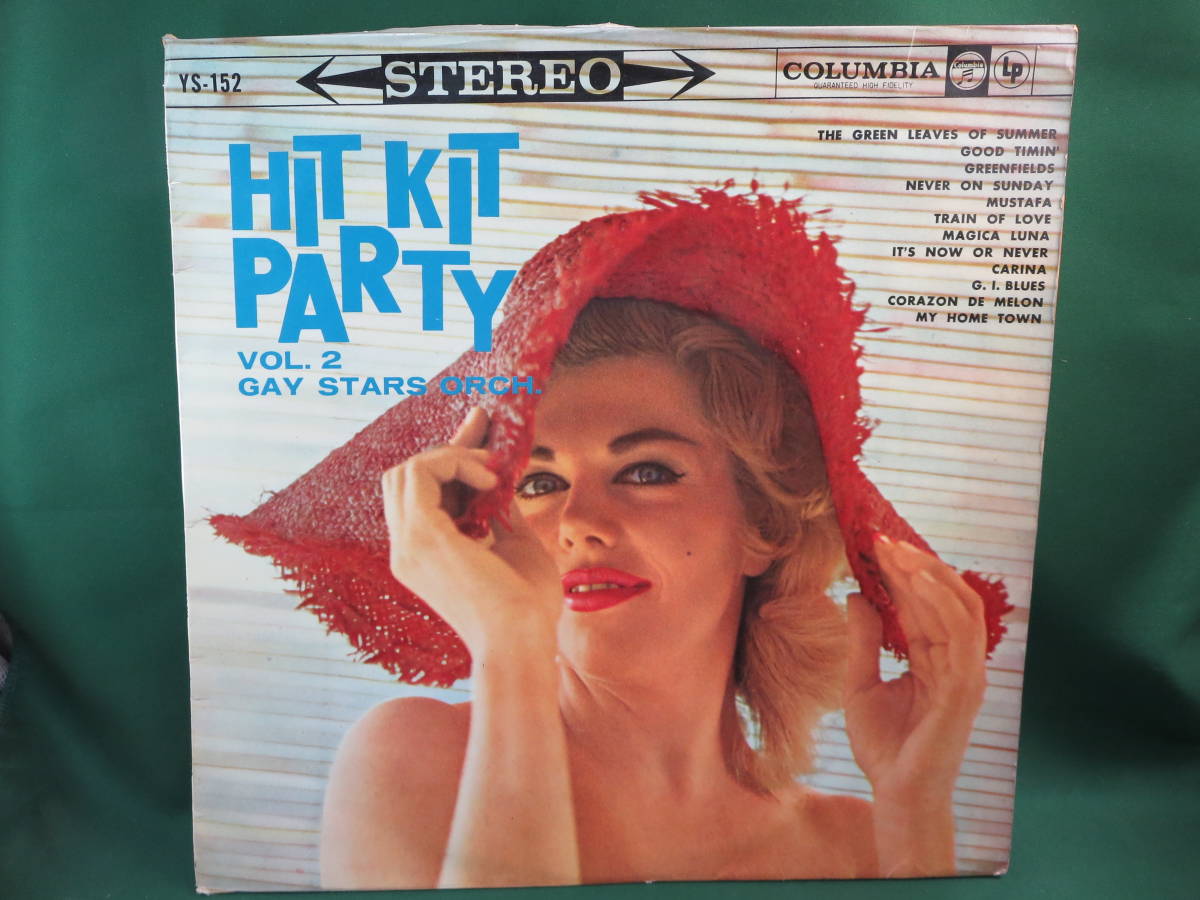 YS-152
STEREO
COLUMBIA
GUARANTEED HIGH FIDELITY
Columbia
LP
HIT KIT
PARTY
VOL. 2
GAY STARS ORCH.
THE GREEN LEAVES OF SUMMER
GOOD TIMIN'
GREENFIELDS
NEVER ON SUNDAY
MUSTAFA
TRAIN OF LOVE
MAGICA LUNA
IT'S NOW OR NEVER
CARINA
G. I. BLUES
CORAZON DE MELON
MY HOME TOWN